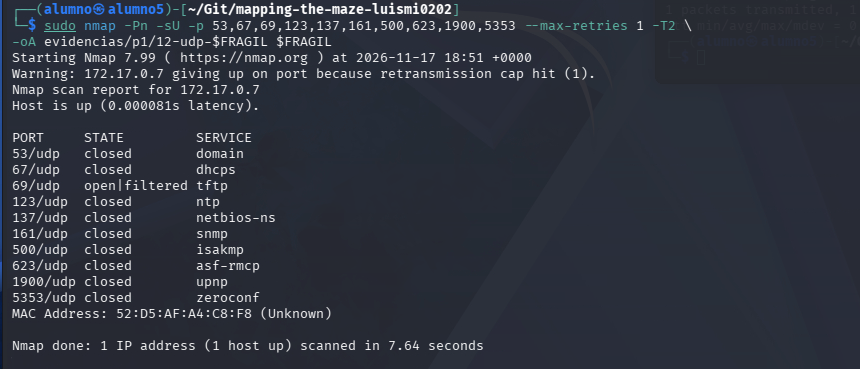 ┌──(alumno㉿alumno5)-[~/Git/mapping-the-maze-luismi0202]
└─$ sudo nmap -Pn -sU -p 53,67,69,123,137,161,500,623,1900,5353 --max-retries 1 -T2 \
-oA evidencias/p1/12-udp-$FRAGIL $FRAGIL
Starting Nmap 7.99 ( https://nmap.org ) at 2026-11-17 18:51 +0000
Warning: 172.17.0.7 giving up on port because retransmission cap hit (1).
Nmap scan report for 172.17.0.7
Host is up (0.000081s latency).

PORT     STATE         SERVICE
53/udp   closed        domain
67/udp   closed        dhcps
69/udp   open|filtered tftp
123/udp  closed        ntp
137/udp  closed        netbios-ns
161/udp  closed        snmp
500/udp  closed        isakmp
623/udp  closed        asf-rmcp
1900/udp closed        upnp
5353/udp closed        zeroconf
MAC Address: 52:D5:AF:A4:C8:F8 (Unknown)

Nmap done: 1 IP address (1 host up) scanned in 7.64 seconds